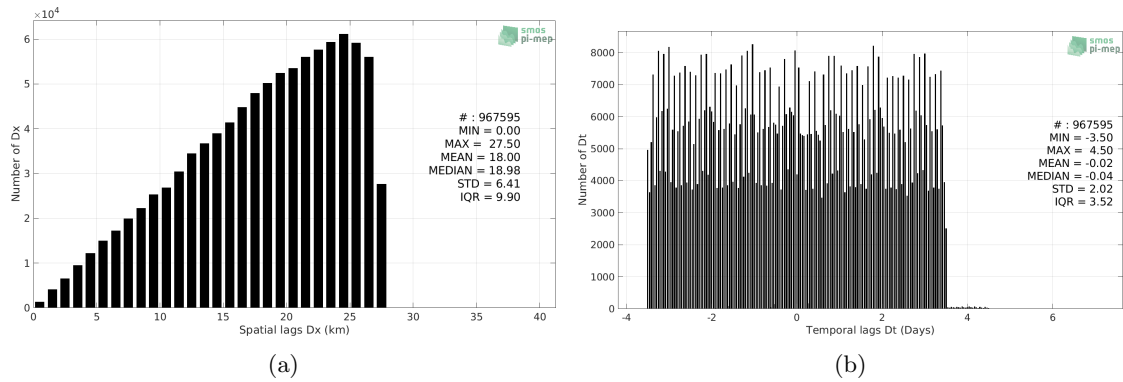 ×10⁴
6
5
4
3
2
1
0
Number of Dx
0 5 10 15 20 25 30 35 40
Spatial lags Dx (km)
smos
pi-mep
# : 967595
MIN = 0.00
MAX = 27.50
MEAN = 18.00
MEDIAN = 18.98
STD = 6.41
IQR = 9.90
(a)
8000
7000
6000
5000
4000
3000
2000
1000
0
Number of Dt
-4 -2 0 2 4 6
Temporal lags Dt (Days)
smos
pi-mep
# : 967595
MIN = -3.50
MAX = 4.50
MEAN = -0.02
MEDIAN = -0.04
STD = 2.02
IQR = 3.52
(b)